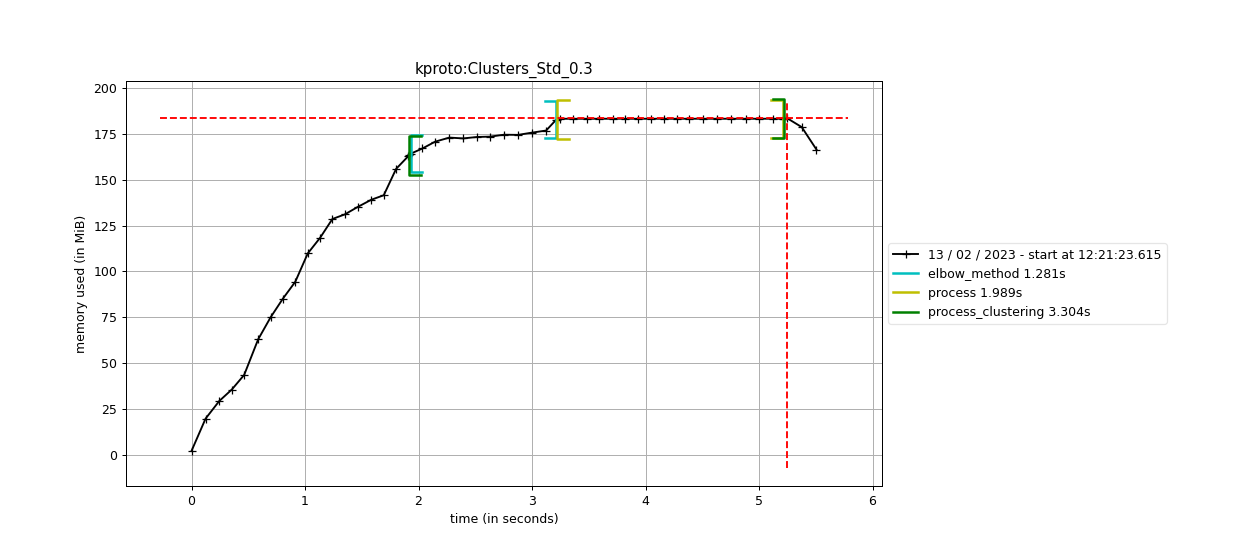 kproto:Clusters_Std_0.3
200
175
150
125
100
75
50
25
0
memory used (in MiB)
0 1 2 3 4 5 6
time (in seconds)
13 / 02 / 2023 - start at 12:21:23.615
elbow_method 1.281s
process 1.989s
process_clustering 3.304s